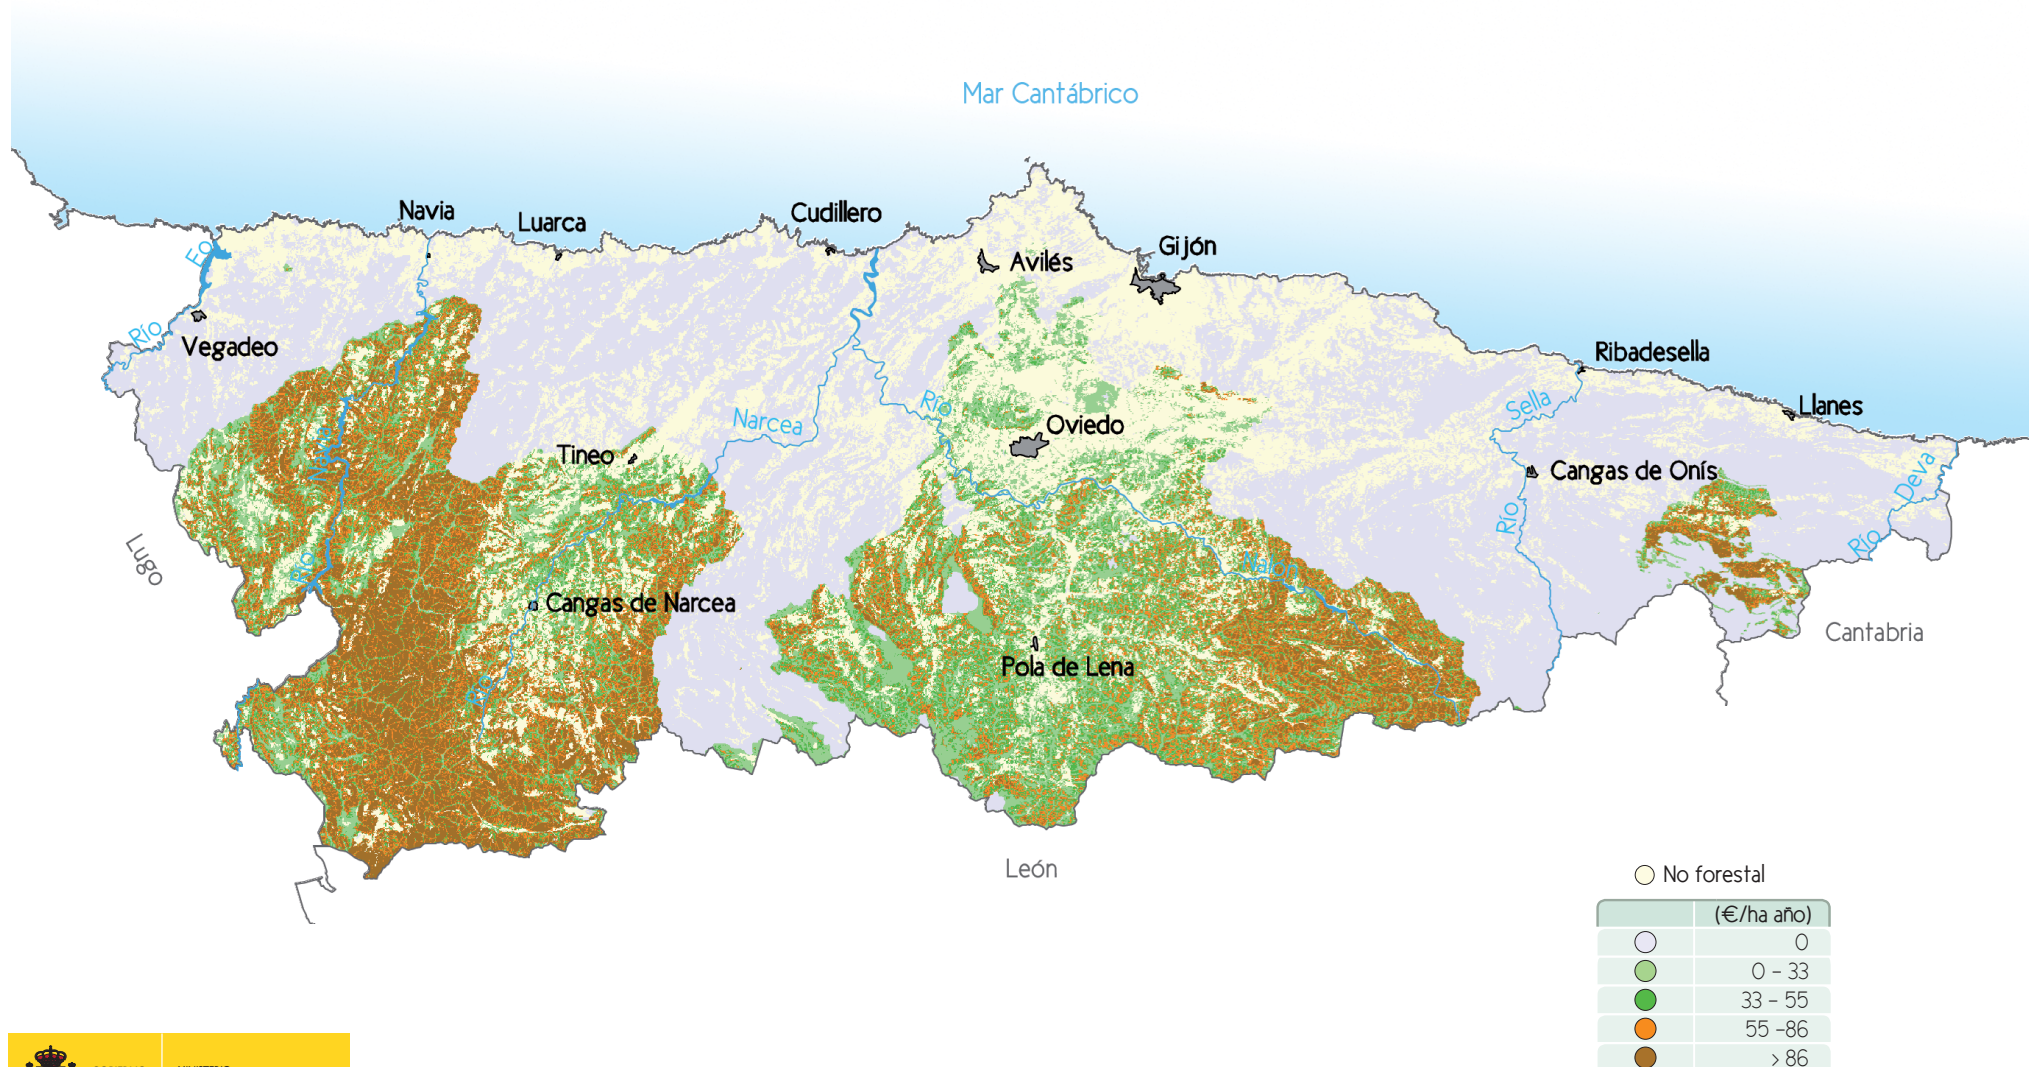 Mar Cantábrico
Navia
Luarca
Cudillero
Gijón
Avilés
Eo
Río
Vegadeo
Ribadesella
Llanes
Sella
Río
Narcea
Oviedo
Tineo
Cangas de Onís
Deva
Navia
Río
Río
Lugo
Río
Nalón
Cangas de Narcea
Cantabria
Pola de Lena
Río
León
No forestal
(€/ha año)
0
0 - 33
33 - 55
55 -86
> 86